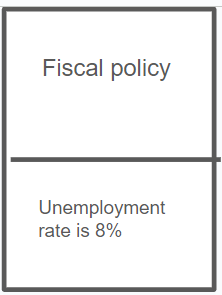 Fiscal policy
Unemployment
rate is 8%